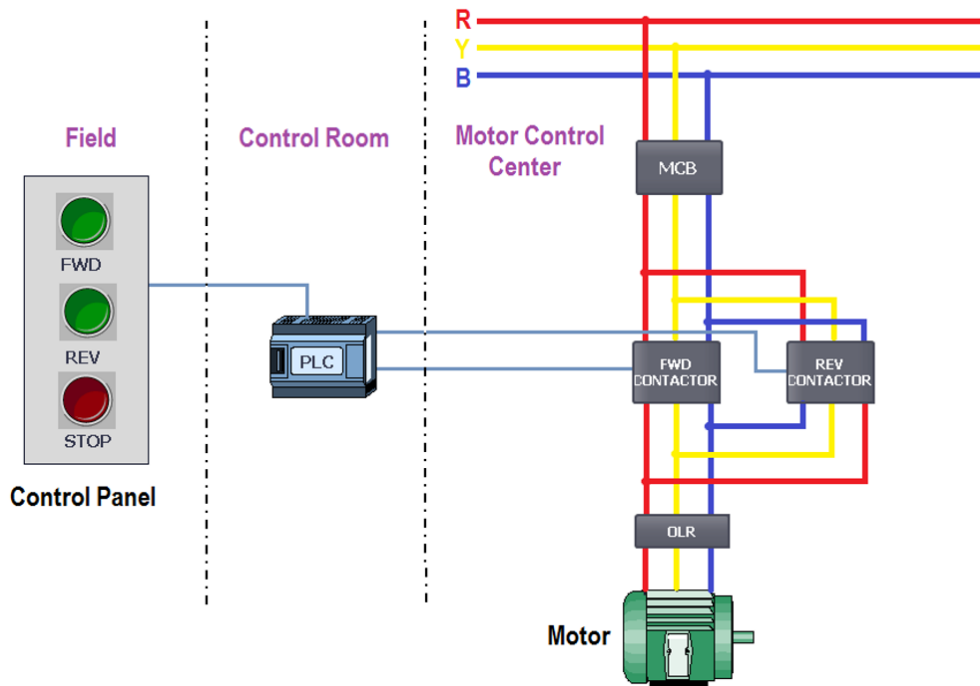 R
Y
B
Field
Control Room
Motor Control
Center
MCB
FWD
REV
STOP
PLC
FWD
CONTACTOR
REV
CONTACTOR
Control Panel
OLR
Motor